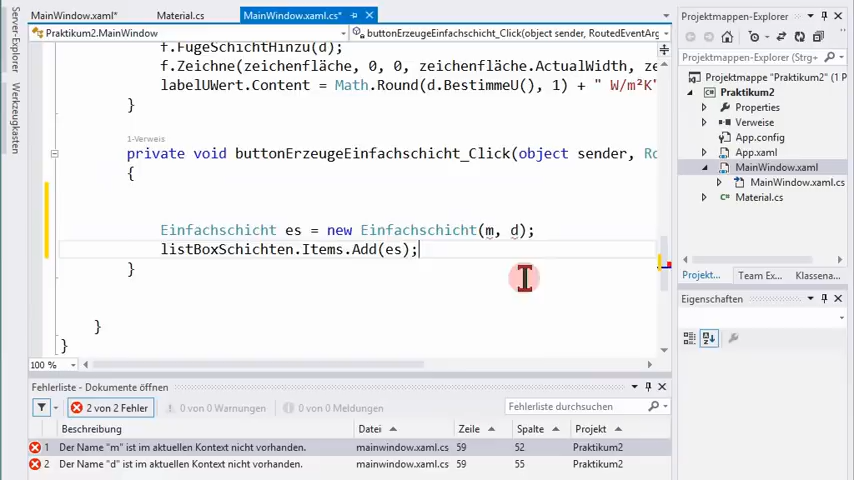 MainWindow.xaml*
Material.cs
MainWindow.xaml.cs*
Praktikum2.MainWindow
buttonErzeugeEinfachschicht_Click(object sender, RoutedEventArg
f.FugeSchichtHinzu(d);
f.Zeichne(zeichenfläche, 0, 0, zeichenfläche.ActualWidth, ze
labelUWert.Content = Math.Round(d.BestimmeU(), 1) + " W/m²K"
}
1-Verweis
private void buttonErzeugeEinfachschicht_Click(object sender, Ro
{
Einfachschicht es = new Einfachschicht(m, d);
listBoxSchichten.Items.Add(es);
}
}
}
100 %
Fehlerliste - Dokumente öffnen
2 von 2 Fehler
0 von 0 Warnungen
0 von 0 Meldungen
Fehlerliste durchsuchen
Beschreibung
Datei
Zeile
Spalte
Projekt
1
Der Name "m" ist im aktuellen Kontext nicht vorhanden.
mainwindow.xaml.cs
59
52
Praktikum2
2
Der Name "d" ist im aktuellen Kontext nicht vorhanden.
mainwindow.xaml.cs
59
55
Praktikum2
Server-Explorer
Werkzeugkasten
Projektmappen-Explorer
Projektmappen-Explorer (Strg+
Projektmappe "Praktikum2" (1 P
Praktikum2
Properties
Verweise
App.config
App.xaml
MainWindow.xaml
MainWindow.xaml.cs
Material.cs
Projekt...
Team Ex...
Klassen...
Eigenschaften